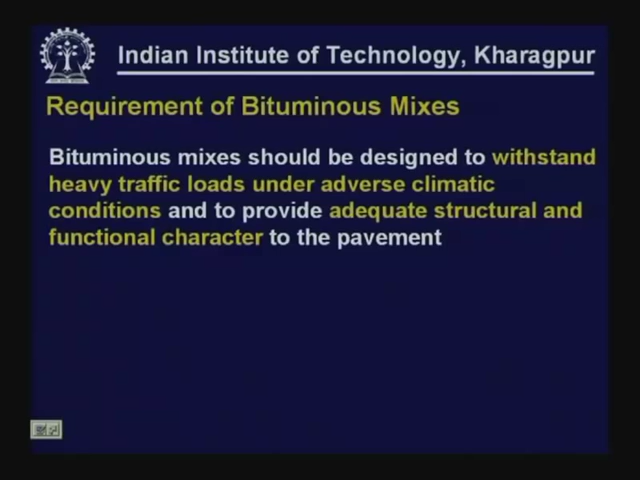 Indian Institute of Technology, Kharagpur
Requirement of Bituminous Mixes
Bituminous mixes should be designed to withstand
heavy traffic loads under adverse climatic
conditions and to provide adequate structural and
functional character to the pavement